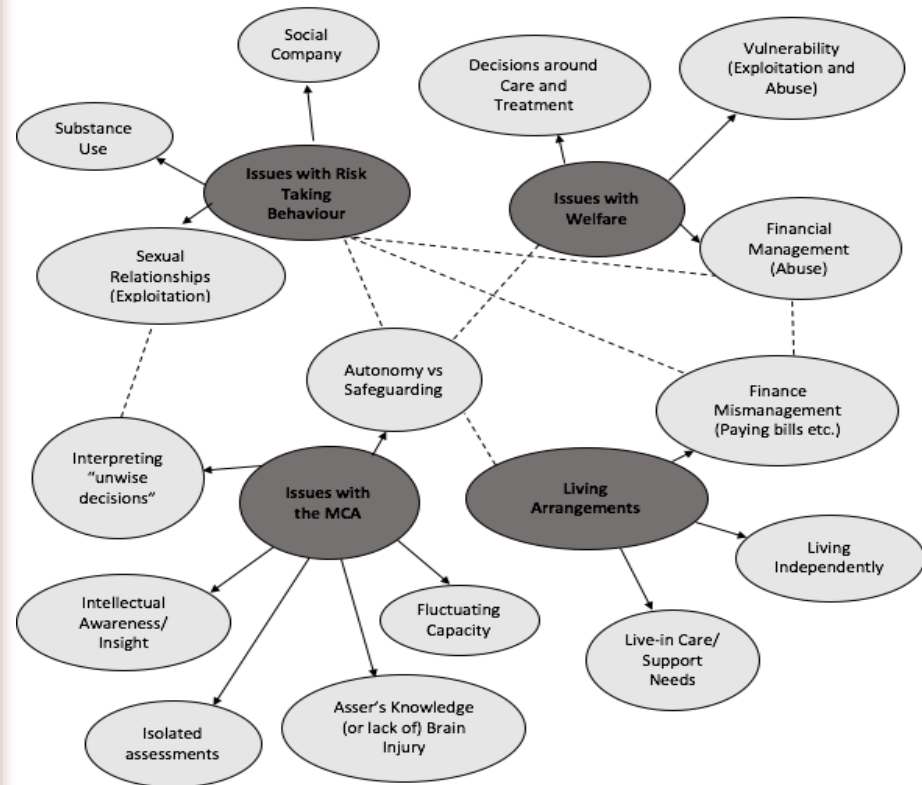 Social
Company
Decisions around
Care and
Treatment
Vulnerability
(Exploitation and
Abuse)
Substance
Use
Issues with Risk
Taking
Behaviour
Issues with
Welfare
Financial
Management
(Abuse)
Sexual
Relationships
(Exploitation)
Autonomy vs
Safeguarding
Finance
Mismanagement
(Paying bills etc.)
Interpreting
“unwise
decisions”
Issues with
the MCA
Living
Arrangements
Living
Independently
Intellectual
Awareness/
Insight
Fluctuating
Capacity
Live-in Care/
Support
Needs
Isolated
assessments
Asser's Knowledge
(or lack of) Brain
Injury